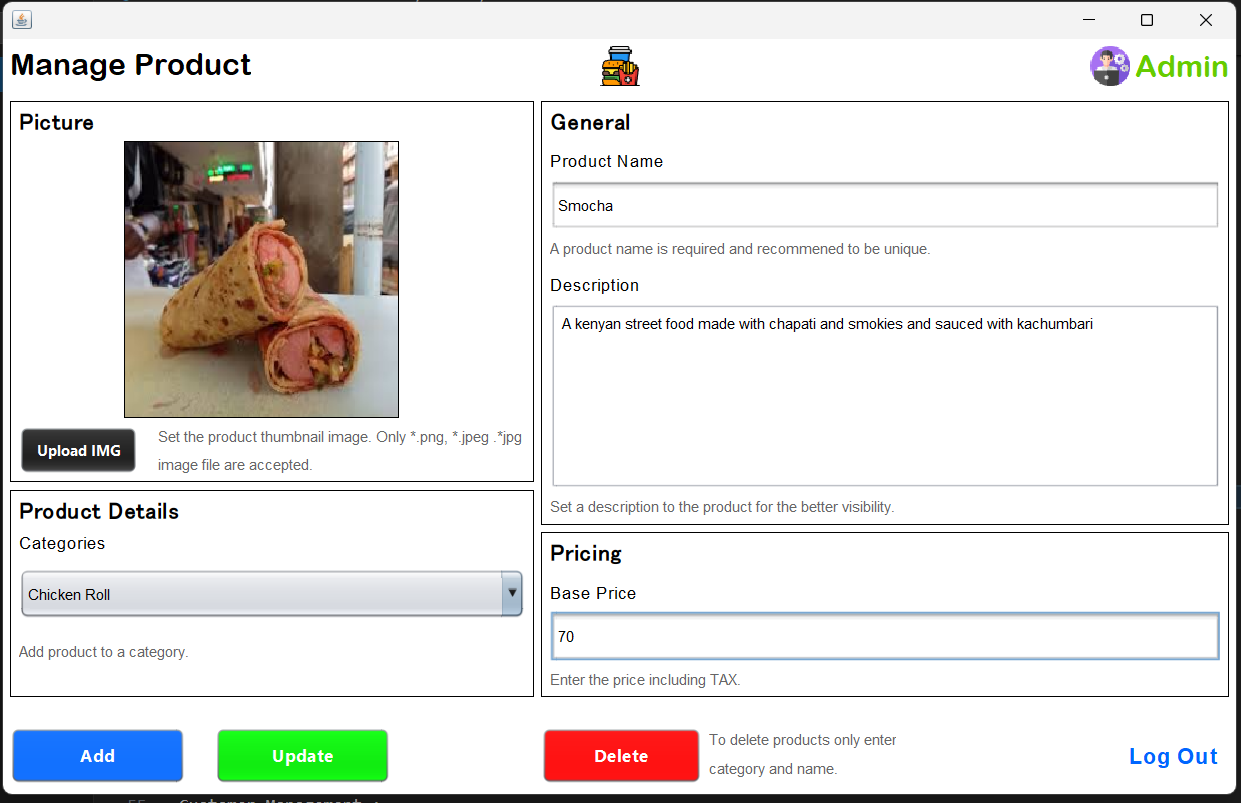 Manage Product
Admin
Picture
Upload IMG
Set the product thumbnail image. Only *.png, *.jpeg .*jpg
image file are accepted.
Product Details
Categories
Chicken Roll
Add product to a category.
General
Product Name
Smocha
A product name is required and recommened to be unique.
Description
A kenyan street food made with chapati and smokies and sauced with kachumbari
Set a description to the product for the better visibility.
Pricing
Base Price
70
Enter the price including TAX.
Add
Update
Delete
To delete products only enter
category and name.
Log Out